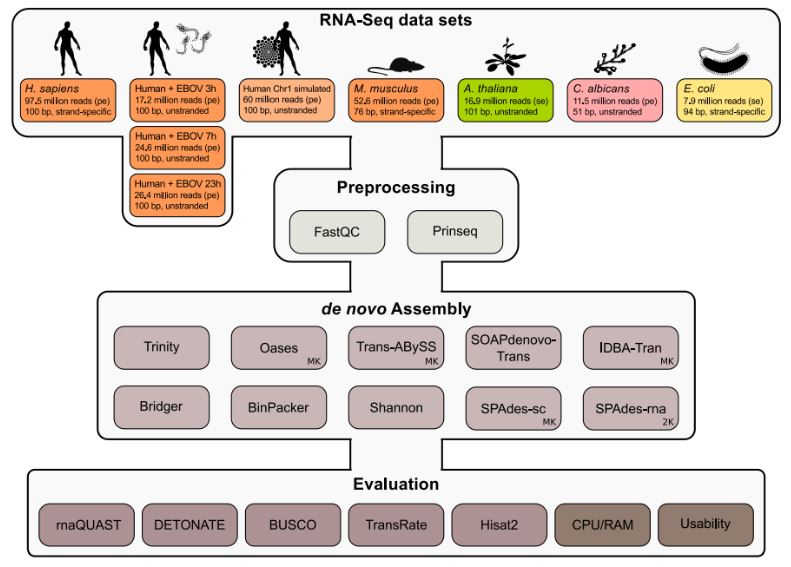 RNA-Seq data sets
H. sapiens
97.5 million reads (pe)
100 bp, strand-specific
Human + EBOV 3h
17.2 million reads (pe)
100 bp, unstranded
Human + EBOV 7h
24.6 million reads (pe)
100 bp, unstranded
Human + EBOV 23h
26.4 million reads (pe)
100 bp, unstranded
Human Chr1 simulated
60 million reads (pe)
100 bp, unstranded
M. musculus
52.6 million reads (pe)
76 bp, strand-specific
A. thaliana
16.9 million reads (se)
101 bp, unstranded
C. albicans
11.5 million reads (pe)
51 bp, unstranded
E. coli
7.9 million reads (se)
94 bp, strand-specific
Preprocessing
FastQC
Prinseq
de novo Assembly
Trinity
Oases
MK
Trans-ABySS
MK
SOAPdenovo-
Trans
IDBA-Tran
MK
Bridger
BinPacker
Shannon
SPAdes-sc
MK
SPAdes-rna
2K
Evaluation
rnaQUAST
DETONATE
BUSCO
TransRate
Hisat2
CPU/RAM
Usability